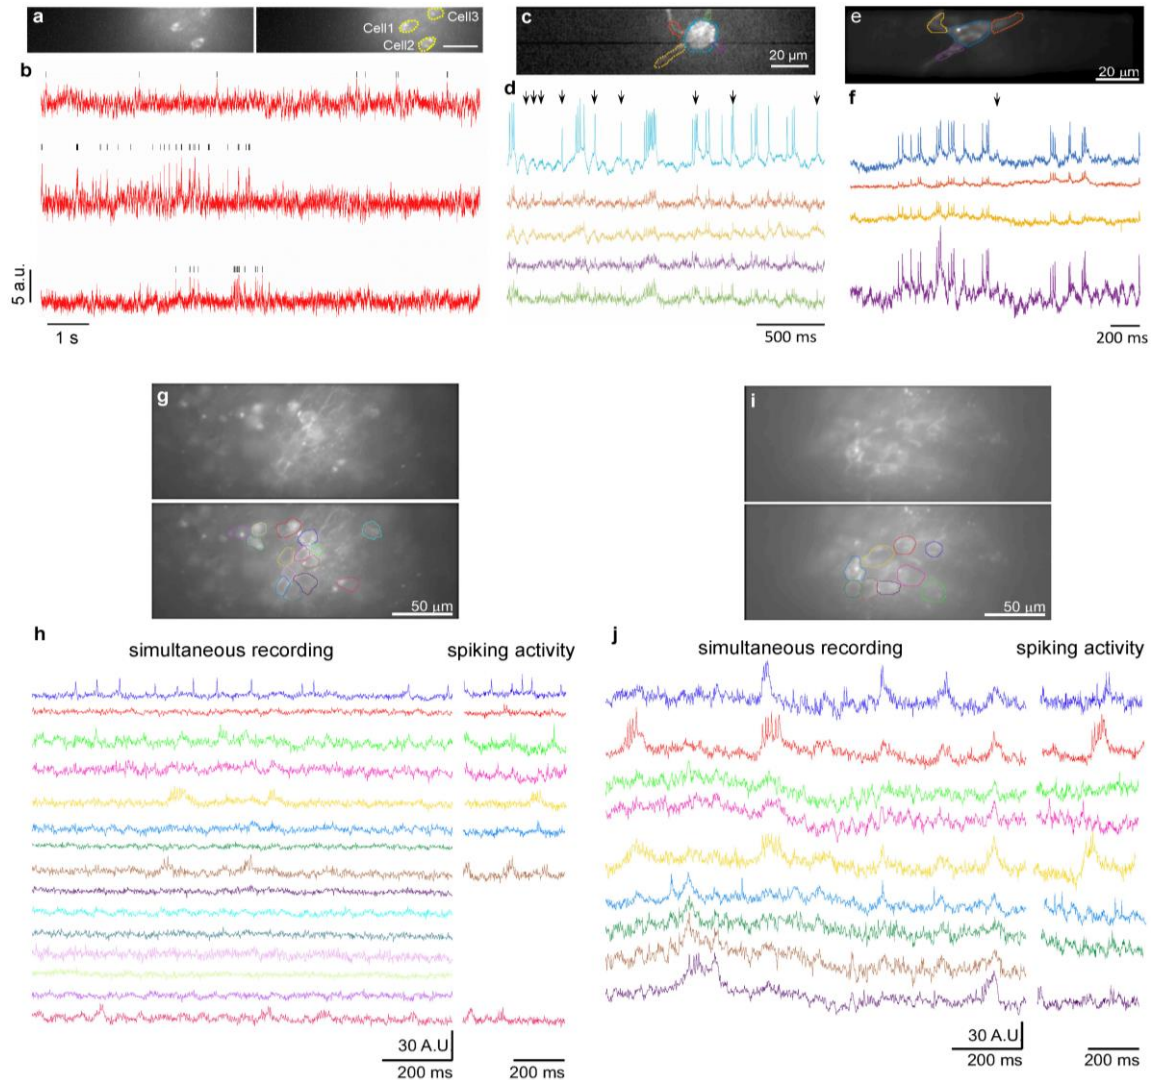 a
Cell1
Cell2
Cell3
b
5 a.u.
1 s
c
20 μm
d
500 ms
e
20 μm
f
200 ms
g
50 μm
h
simultaneous recording
spiking activity
30 A.U
200 ms
200 ms
i
50 μm
j
simultaneous recording
spiking activity
30 A.U
200 ms
200 ms